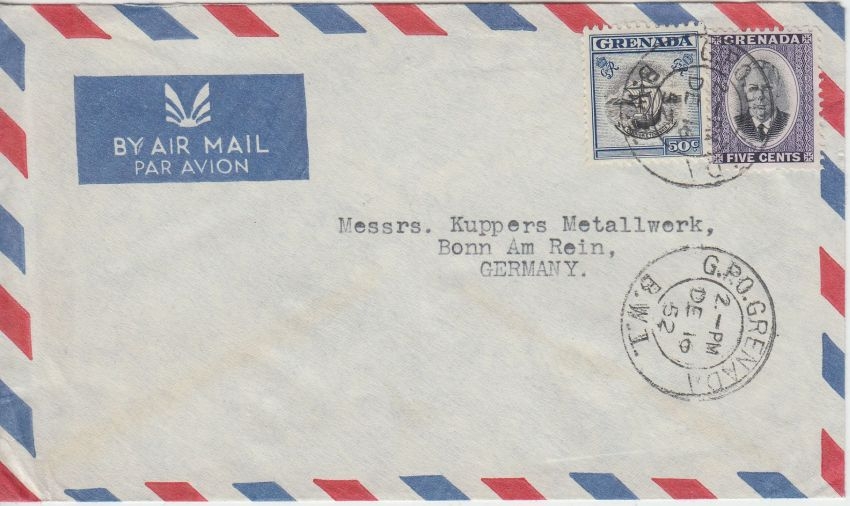 BY AIR MAIL
PAR AVION
GRENADA
50c
GRENADA
FIVE CENTS
Messrs. Kuppers Metallwerk,
Bonn Am Rein,
GERMANY.
G.P.O. GRENADA
B.W.I.
2-PM
DE 16
52